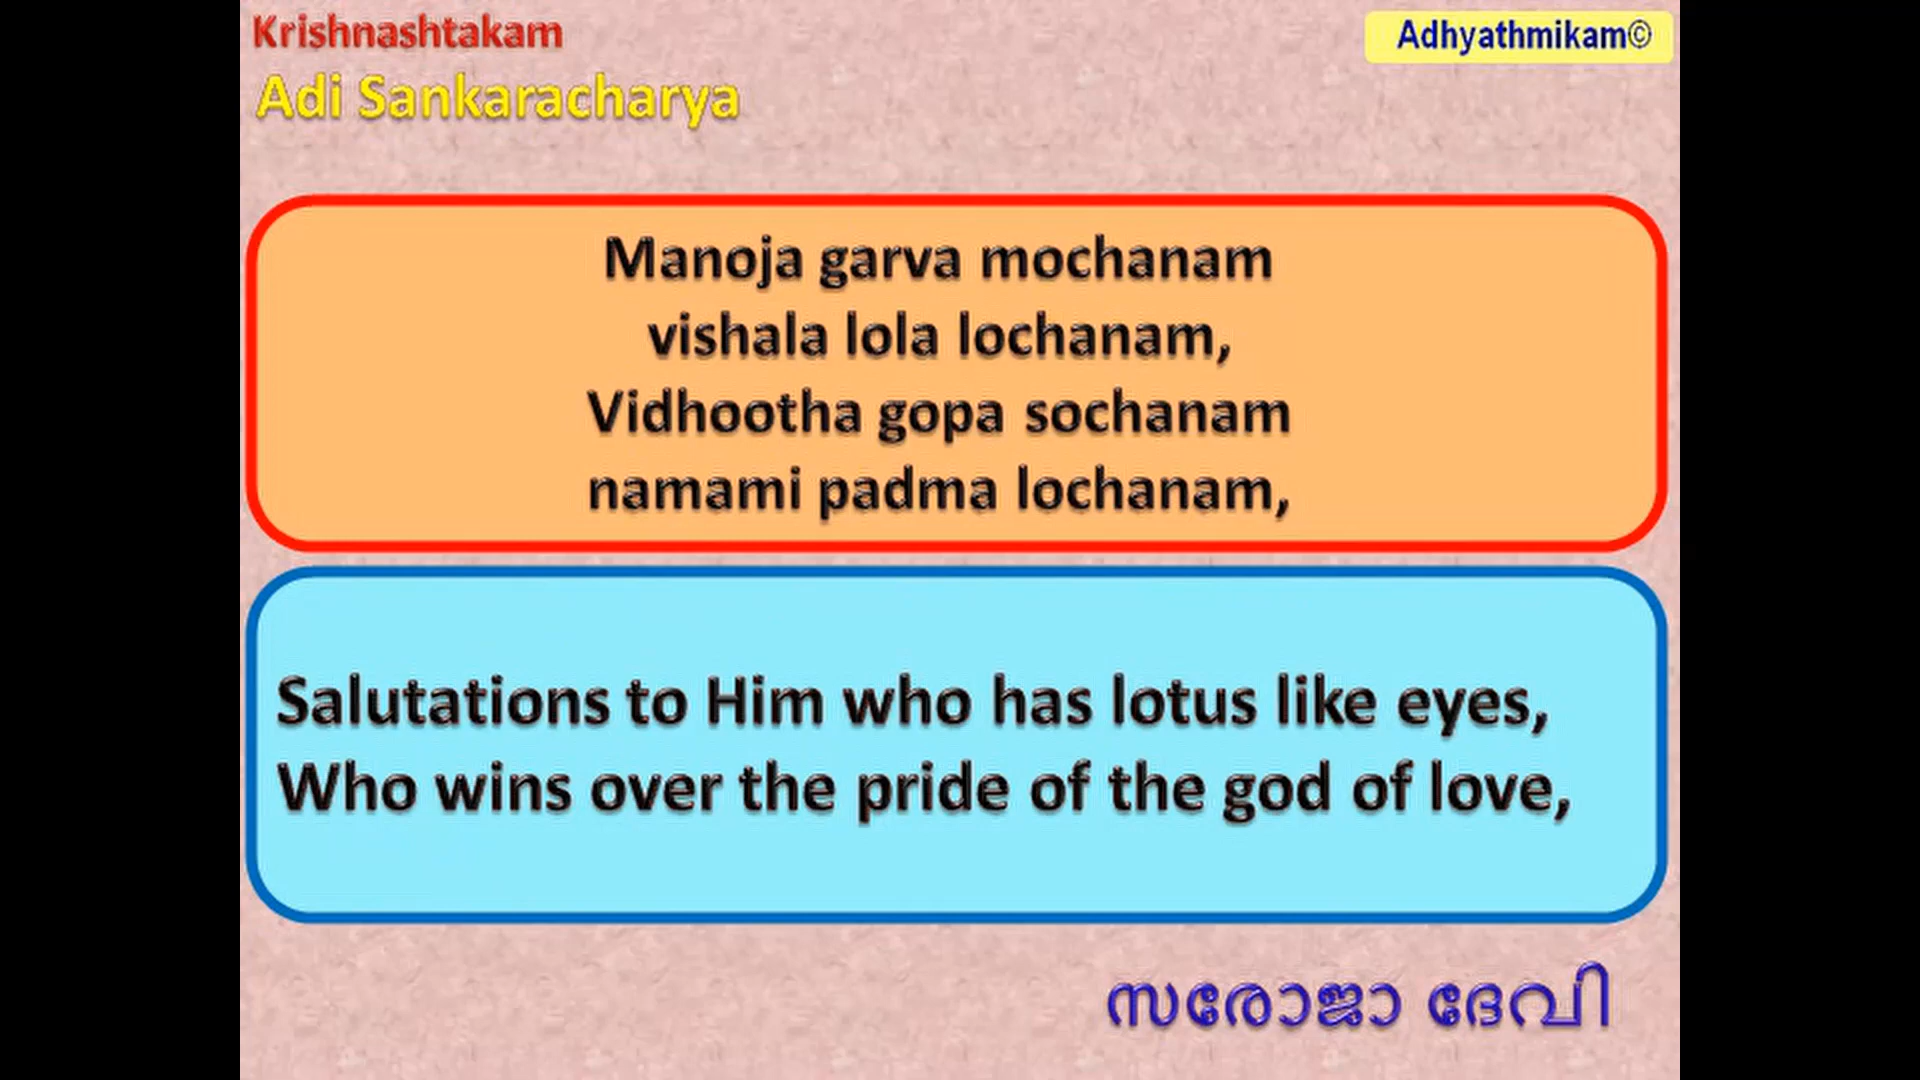 Krishnashtakam
Adhyathmikam©
Adi Sankaracharya
Manoja garva mochanam
vishala lola lochanam,
Vidhootha gopa sochanam
namami padma lochanam,
Salutations to Him who has lotus like eyes,
Who wins over the pride of the god of love,
സരോജാ ദേവി